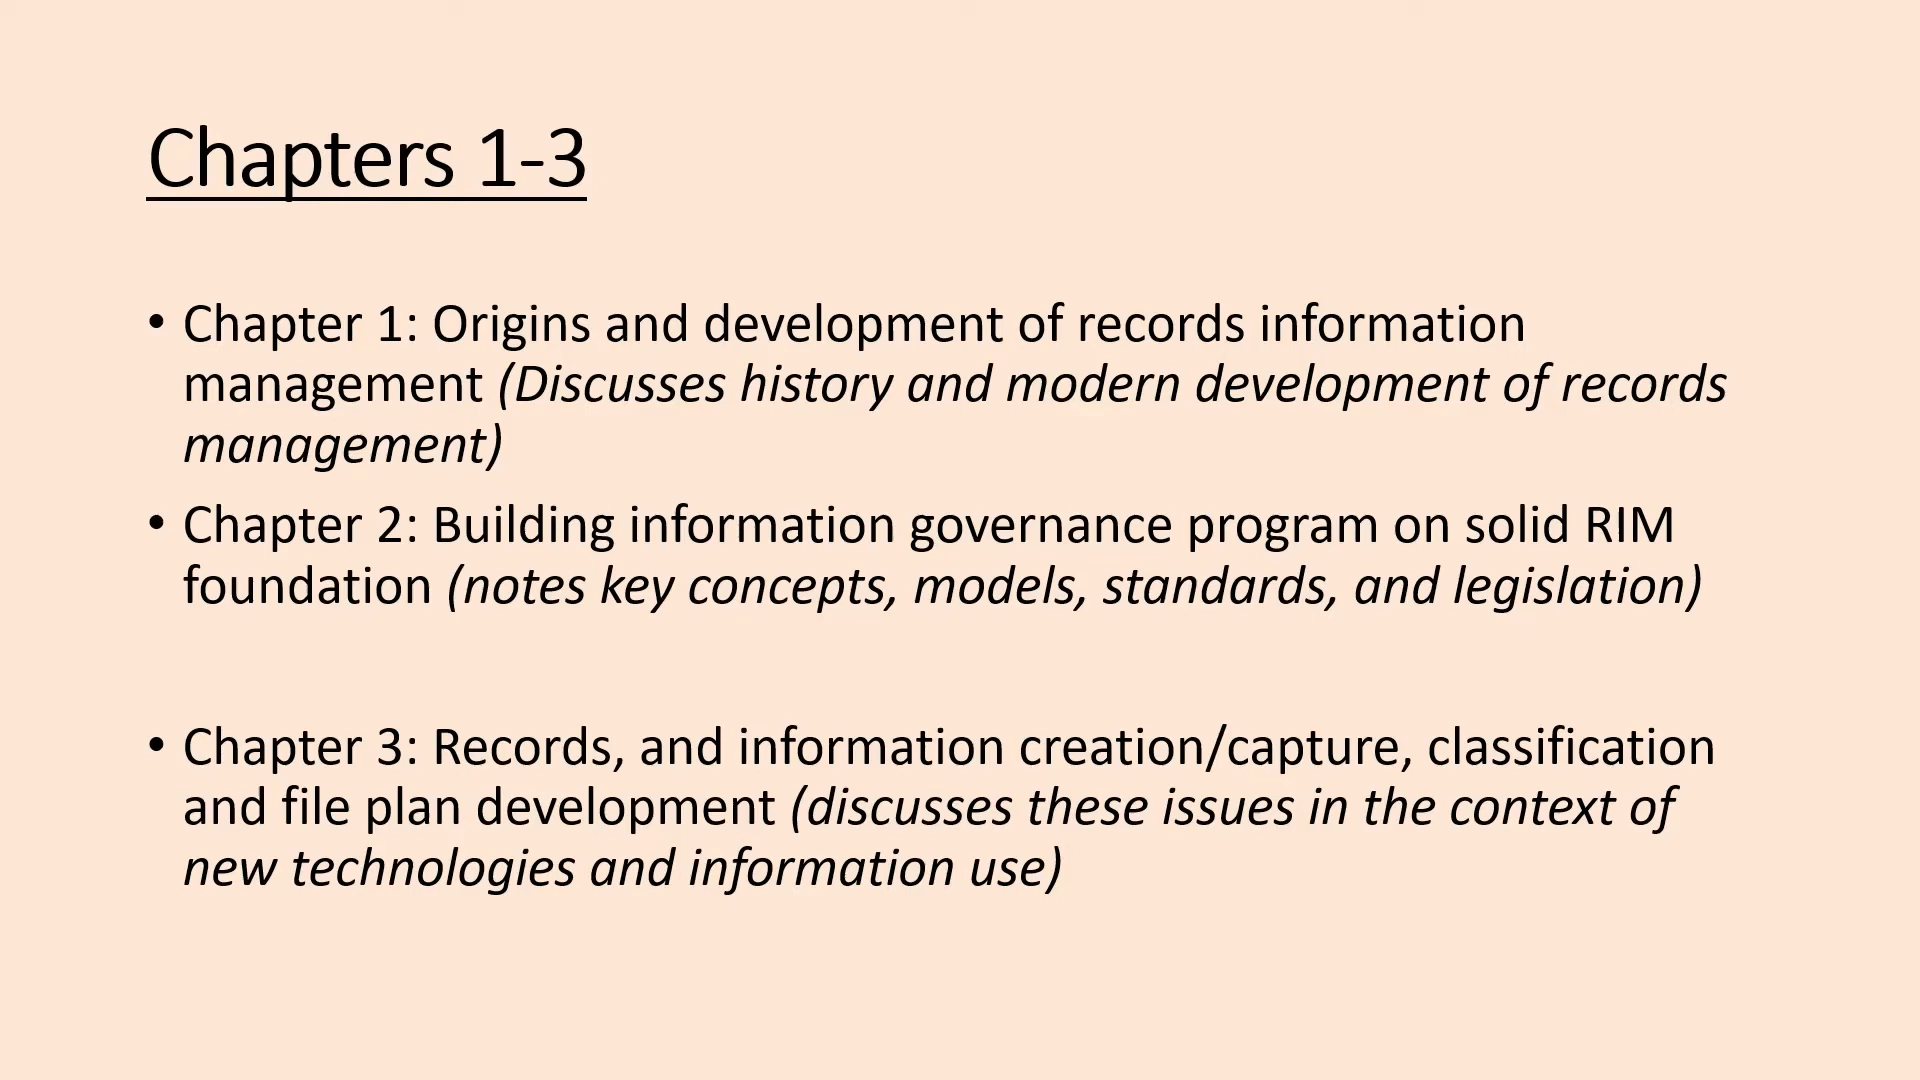 Chapters 1-3
• Chapter 1: Origins and development of records information
management (Discusses history and modern development of records
management)
• Chapter 2: Building information governance program on solid RIM
foundation (notes key concepts, models, standards, and legislation)
• Chapter 3: Records, and information creation/capture, classification
and file plan development (discusses these issues in the context of
new technologies and information use)